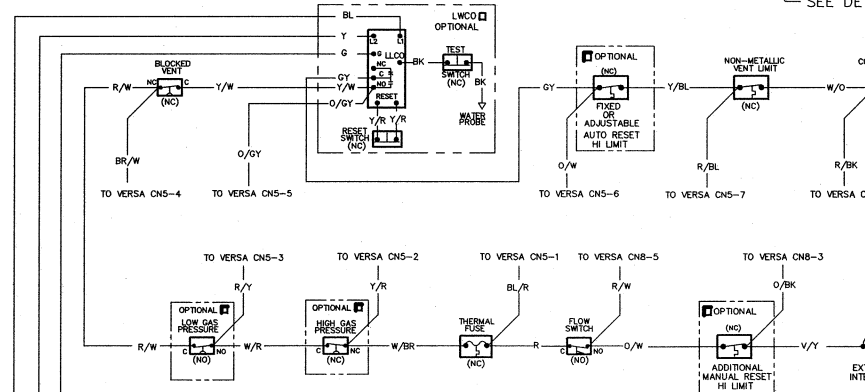 SEE DE
BL
LWCO
OPTIONAL
Y
L2
L1
G
G
LLCO
BK
TEST
SWITCH
(NC)
BK
WATER
PROBE
NC
GY
C
Y/W
NO
O/GY
RESET
Y/R
Y/R
RESET
SWITCH
(NC)
BLOCKED
VENT
R/W
NC
C
Y/W
(NC)
BR/W
O/GY
TO VERSA CN5-4
TO VERSA CN5-5
GY
OPTIONAL
(NC)
FIXED
OR
ADJUSTABLE
AUTO RESET
HI LIMIT
Y/BL
NON-METALLIC
VENT LIMIT
(NC)
W/O
O/W
R/BL
R/BK
TO VERSA CN5-6
TO VERSA CN5-7
TO VERSA C
TO VERSA CN5-3
TO VERSA CN5-2
TO VERSA CN5-1
TO VERSA CN8-5
TO VERSA CN8-3
R/Y
Y/R
BL/R
R/W
O/BK
OPTIONAL
LOW GAS
PRESSURE
R/W
C
NO
(NO)
W/R
OPTIONAL
HIGH GAS
PRESSURE
C
NC
(NC)
W/BR
THERMAL
FUSE
(NC)
R
FLOW
SWITCH
C
NO
(NO)
O/W
OPTIONAL
(NC)
ADDITIONAL
MANUAL RESET
HI LIMIT
V/Y
EX
INTE